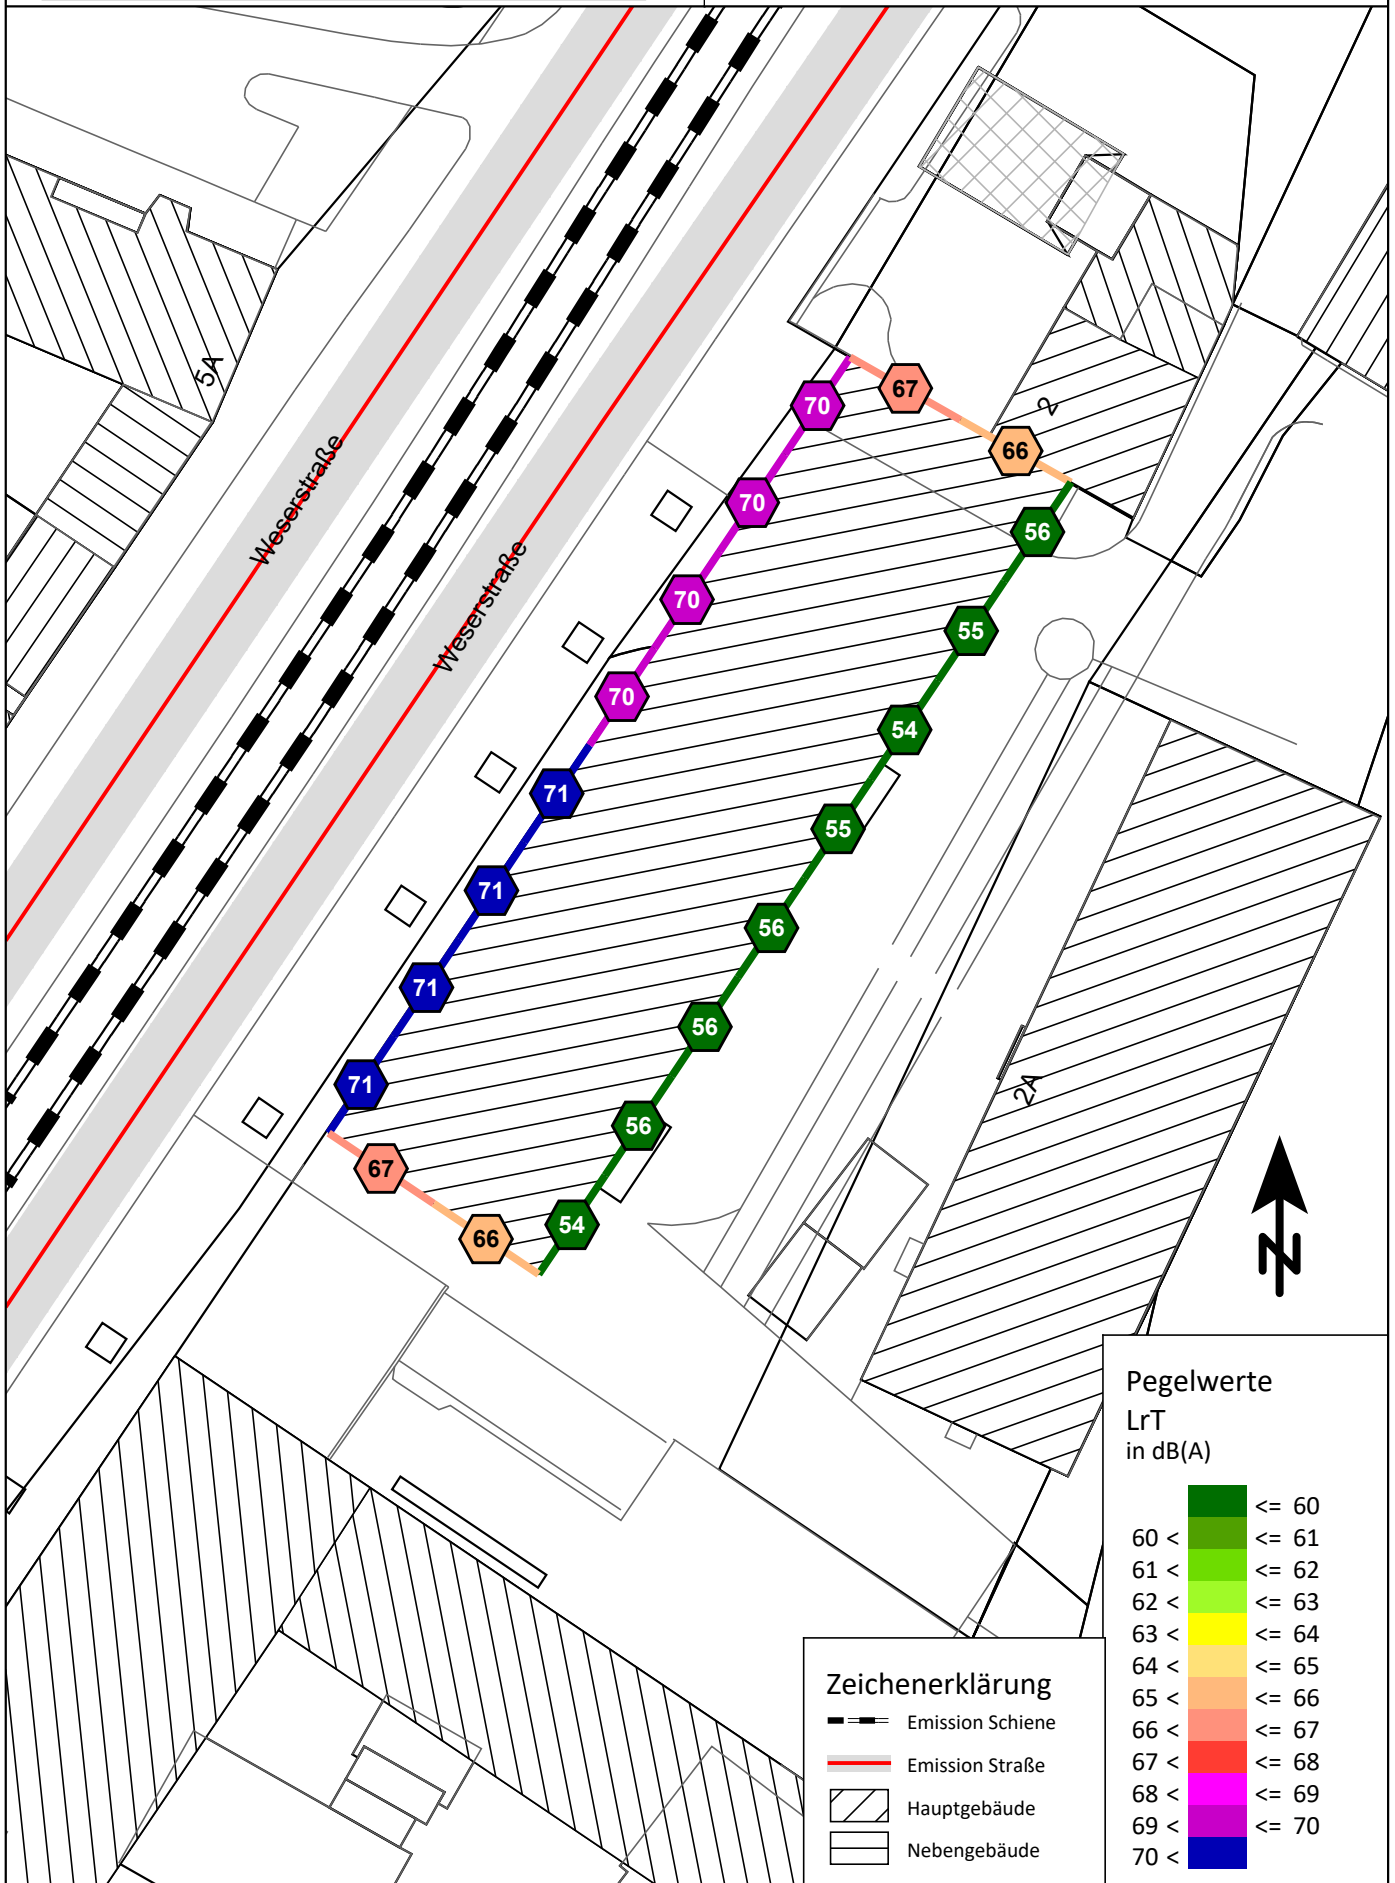 5A
Weserstraße
Weserstraße
2
67
70
66
70
56
70
55
70
54
71
55
71
56
71
56
71
56
67
54
66
2A
N
Pegelwerte
LrT
in dB(A)
<= 60
60 < <= 61
61 < <= 62
62 < <= 63
63 < <= 64
64 < <= 65
65 < <= 66
66 < <= 67
67 < <= 68
68 < <= 69
69 < <= 70
70 <
Zeichenerklärung
Emission Schiene
Emission Straße
Hauptgebäude
Nebengebäude